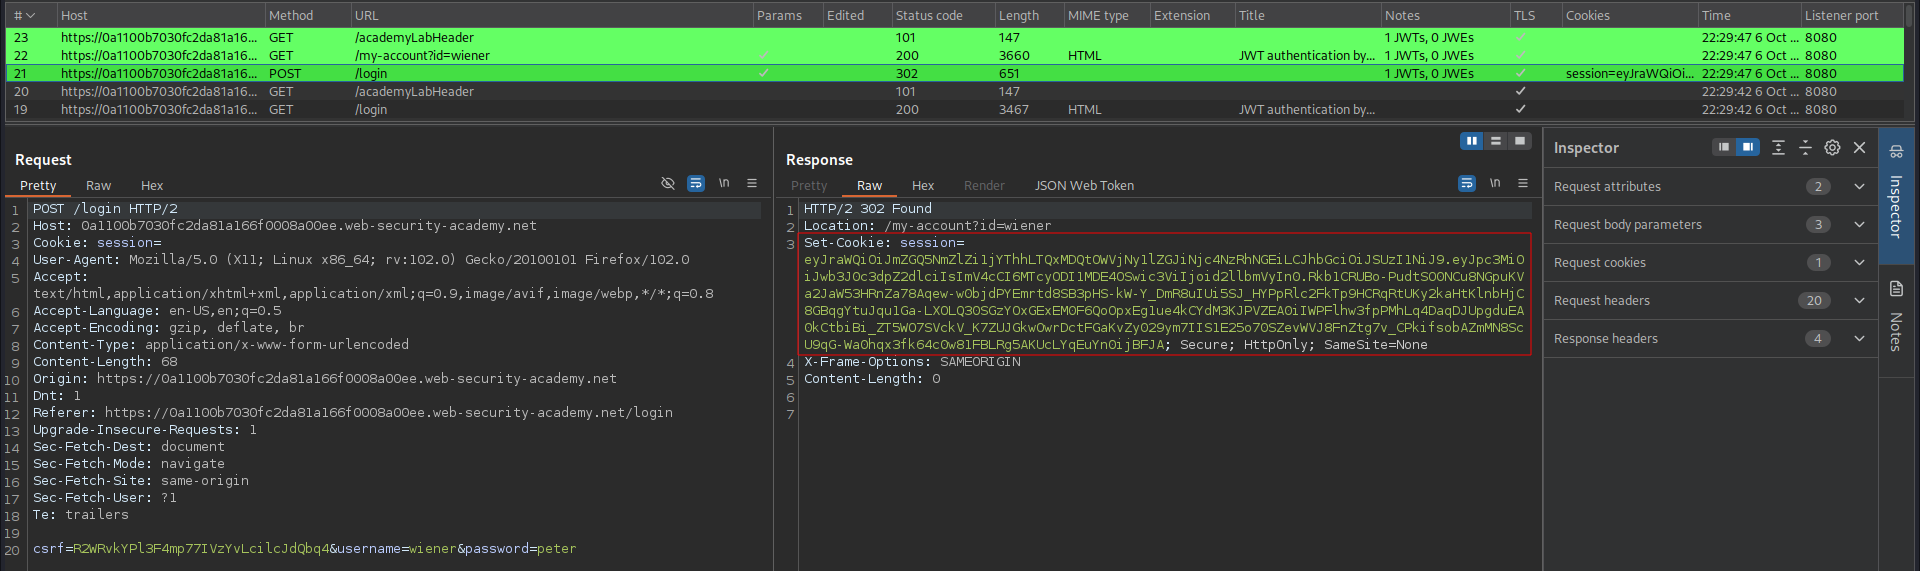 # Host Method URL Params Edited Status code Length MIME type Extension Title Notes TLS Cookies Time Listener port
23 https://0a1100b7030fc2da81a16... GET /academyLabHeader 101 147 1 JWTs, 0 JWEs 22:29:47 6 Oct ... 8080
22 https://0a1100b7030fc2da81a16... GET /my-account?id=wiener 200 3660 HTML JWT authentication by... 1 JWTs, 0 JWEs 22:29:47 6 Oct ... 8080
21 https://0a1100b7030fc2da81a16... POST /login 302 651 1 JWTs, 0 JWEs session=eyJraWQiOi... 22:29:47 6 Oct ... 8080
20 https://0a1100b7030fc2da81a16... GET /academyLabHeader 101 147 22:29:42 6 Oct ... 8080
19 https://0a1100b7030fc2da81a16... GET /login 200 3467 HTML JWT authentication by... 22:29:42 6 Oct ... 8080
Request
Pretty Raw Hex \n
1 POST /login HTTP/2
2 Host: 0a1100b7030fc2da81a166f0008a00ee.web-security-academy.net
3 Cookie: session=
4 User-Agent: Mozilla/5.0 (X11; Linux x86_64; rv:102.0) Gecko/20100101 Firefox/102.0
5 Accept:
text/html,application/xhtml+xml,application/xml;q=0.9,image/avif,image/webp,*/*;q=0.8
6 Accept-Language: en-US,en;q=0.5
7 Accept-Encoding: gzip, deflate, br
8 Content-Type: application/x-www-form-urlencoded
9 Content-Length: 68
10 Origin: https://0a1100b7030fc2da81a166f0008a00ee.web-security-academy.net
11 Dnt: 1
12 Referer: https://0a1100b7030fc2da81a166f0008a00ee.web-security-academy.net/login
13 Upgrade-Insecure-Requests: 1
14 Sec-Fetch-Dest: document
15 Sec-Fetch-Mode: navigate
16 Sec-Fetch-Site: same-origin
17 Sec-Fetch-User: ?1
18 Te: trailers
19
20 csrf=R2WRvkYPl3F4mp77IVzYvLcilcJdQbq4&username=wiener&password=peter
Response
Pretty Raw Hex Render JSON Web Token \n
1 HTTP/2 302 Found
2 Location: /my-account?id=wiener
3 Set-Cookie: session=
eyJraWQiOiJmZGQ5NmZlZi1jYThhLTQxMDQtOWVjNy1lZGJiNjc4NzRhNGEiLCJhbGciOiJSUzI1NiJ9.eyJpc3MiO
iJwb3J0c3dpZ2dlciIsImV4cCI6MTcyODI1MDE4OSwic3ViIjoid2llbmVyIn0.Rkb1CRUBo-PudtSOONCu8NGpuKV
a2JaW53HRnZa78Aqew-w0bjdPYEmrtd8SB3pHS-kW-Y_DmR8uIUi5SJ_HYPpRlc2FkTp9HCRqRtUKy2kaHtKlnbHjC
8GBqgYtuJqu1Ga-LXOLQ30SGzYOxGExEMOF6QoOpxEg1ue4kCYdM3KJPVZEAOiIWPFlhw3fpPMhLq4DaqDJUpgduEA
0kCtbiBi_ZT5WO7SVckV_K7ZUJGkwOwrDctFGaKvZyO29ym7IIS1E25o70SZevWVJ8FnZtg7v_CPkifsobAZmMN8Sc
U9qG-Wa0hqx3fk64cOw81FBLRg5AKUcLYqEuYnOijBFJA; Secure; HttpOnly; SameSite=None
4 X-Frame-Options: SAMEORIGIN
5 Content-Length: 0
6
7
Inspector
Request attributes 2
Request body parameters 3
Request cookies 1
Request headers 20
Response headers 4
Inspector
Notes